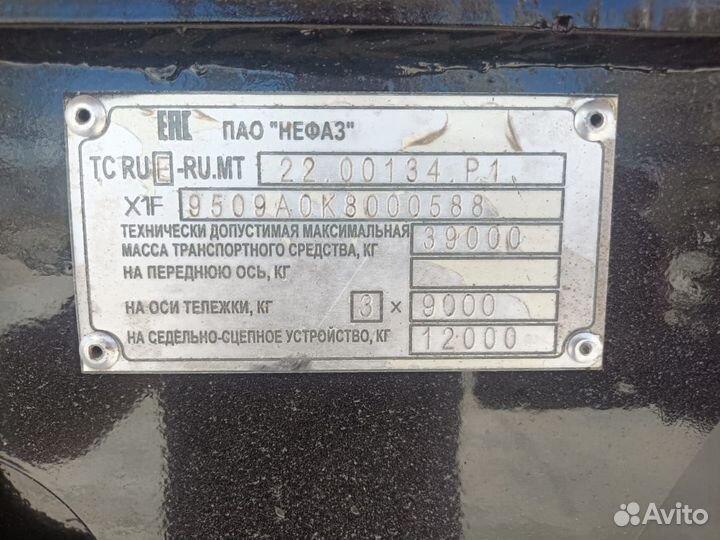 ЕАС ПАО "НЕФАЗ"
ТС RU Е -RU.МТ 22.00134.Р1
X1F 9509A0K8000588
ТЕХНИЧЕСКИ ДОПУСТИМАЯ МАКСИМАЛЬНАЯ
МАССА ТРАНСПОРТНОГО СРЕДСТВА, КГ 39000
НА ПЕРЕДНЮЮ ОСЬ, КГ
НА ОСИ ТЕЛЕЖКИ, КГ 3 × 9000
НА СЕДЕЛЬНО-СЦЕПНОЕ УСТРОЙСТВО, КГ 12000
Avito